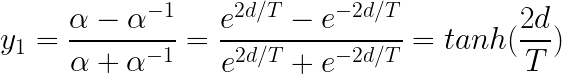 y_1 = \frac{\alpha - \alpha^{-1}}{\alpha + \alpha^{-1}} = \frac{e^{2d/T} - e^{-2d/T}}{e^{2d/T} + e^{-2d/T}} = tanh(\frac{2d}{T})